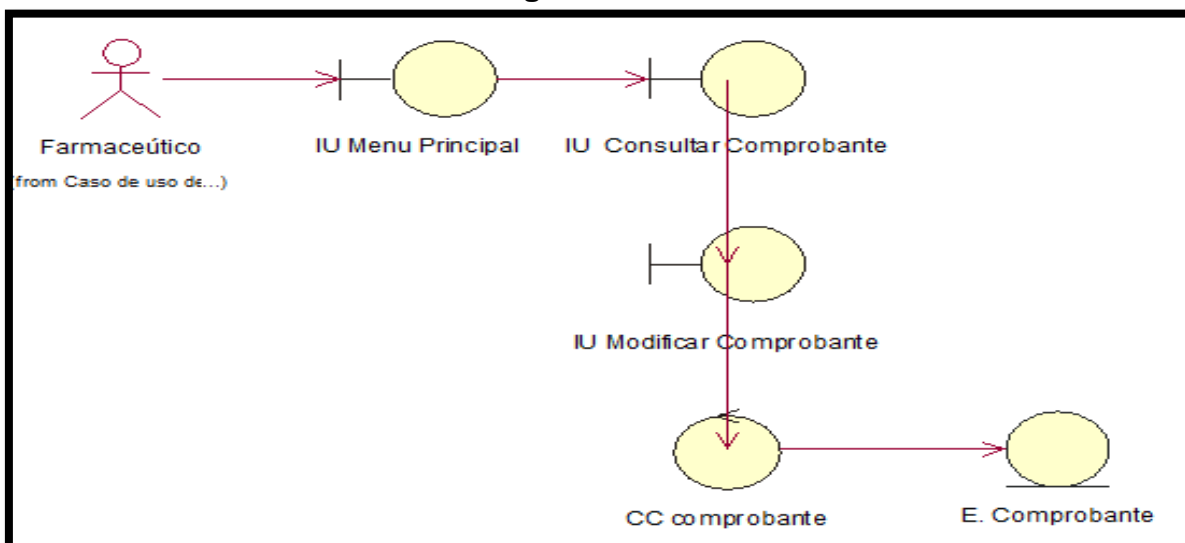 Farmaceútico
(from Caso de uso de...)
IU Menu Principal
IU Consultar Comprobante
IU Modificar Comprobante
CC comprobante
E. Comprobante